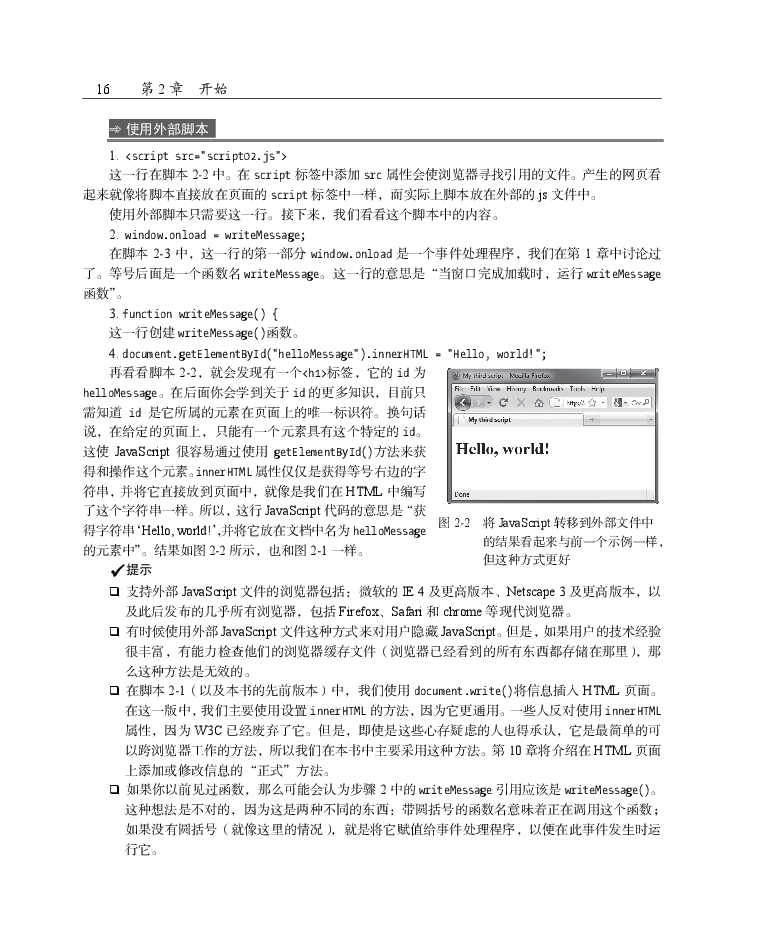 16 第 2 章 开始
使用外部脚本
1. <script src="script02.js">
这一行在脚本 2-2 中。在 script 标签中添加 src 属性会使浏览器寻找引用的文件。产生的网页看
起来就像将脚本直接放在页面的 script 标签中一样，而实际上脚本放在外部的 js 文件中。
使用外部脚本只需要这一行。接下来，我们看看这个脚本中的内容。
2. window.onload = writeMessage;
在脚本 2-3 中，这一行的第一部分 window.onload 是一个事件处理程序，我们在第 1 章中讨论过
了。等号后面是一个函数名 writeMessage。这一行的意思是“当窗口完成加载时，运行 writeMessage
函数”。
3. function writeMessage() {
这一行创建 writeMessage()函数。
4. document.getElementById("helloMessage").innerHTML = "Hello, world!";
再看看脚本 2-2，就会发现有一个<h1>标签，它的 id 为
helloMessage。在后面你会学到关于 id 的更多知识，目前只
需知道 id 是它所属的元素在页面上的唯一标识符。换句话
说，在给定的页面上，只能有一个元素具有这个特定的 id。
这使 JavaScript 很容易通过使用 getElementById()方法来获
得和操作这个元素。innerHTML 属性仅仅是获得等号右边的字
符串，并将它直接放到页面中，就像是我们在 HTML 中编写
了这个字符串一样。所以，这行 JavaScript 代码的意思是“获
得字符串‘Hello, world!’,并将它放在文档中名为 helloMessage
的元素中”。结果如图 2-2 所示，也和图 2-1 一样。
My third script - Mozilla Firefox
File Edit View History Bookmarks Tools Help
http://
My third script
Hello, world!
Done
图 2-2 将 JavaScript 转移到外部文件中
的结果看起来与前一个示例一样，
但这种方式更好
✓提示
❑ 支持外部 JavaScript 文件的浏览器包括：微软的 IE 4 及更高版本、Netscape 3 及更高版本，以
及此后发布的几乎所有浏览器，包括 Firefox、Safari 和 chrome 等现代浏览器。
❑ 有时候使用外部 JavaScript 文件这种方式来对用户隐藏 JavaScript。但是，如果用户的技术经验
很丰富，有能力检查他们的浏览器缓存文件（浏览器已经看到的所有东西都存储在那里），那
么这种方法是无效的。
❑ 在脚本 2-1（以及本书的先前版本）中，我们使用 document.write()将信息插入 HTML 页面。
在这一版中，我们主要使用设置 innerHTML 的方法，因为它更通用。一些人反对使用 innerHTML
属性，因为 W3C 已经废弃了它。但是，即使是这些心存疑虑的人也得承认，它是最简单的可
以跨浏览器工作的方法，所以我们在本书中主要采用这种方法。第 10 章将介绍在 HTML 页面
上添加或修改信息的“正式”方法。
❑ 如果你以前见过函数，那么可能会认为步骤 2 中的 writeMessage 引用应该是 writeMessage()。
这种想法是不对的，因为这是两种不同的东西：带圆括号的函数名意味着正在调用这个函数；
如果没有圆括号（就像这里的情况），就是将它赋值给事件处理程序，以便在此事件发生时运
行它。